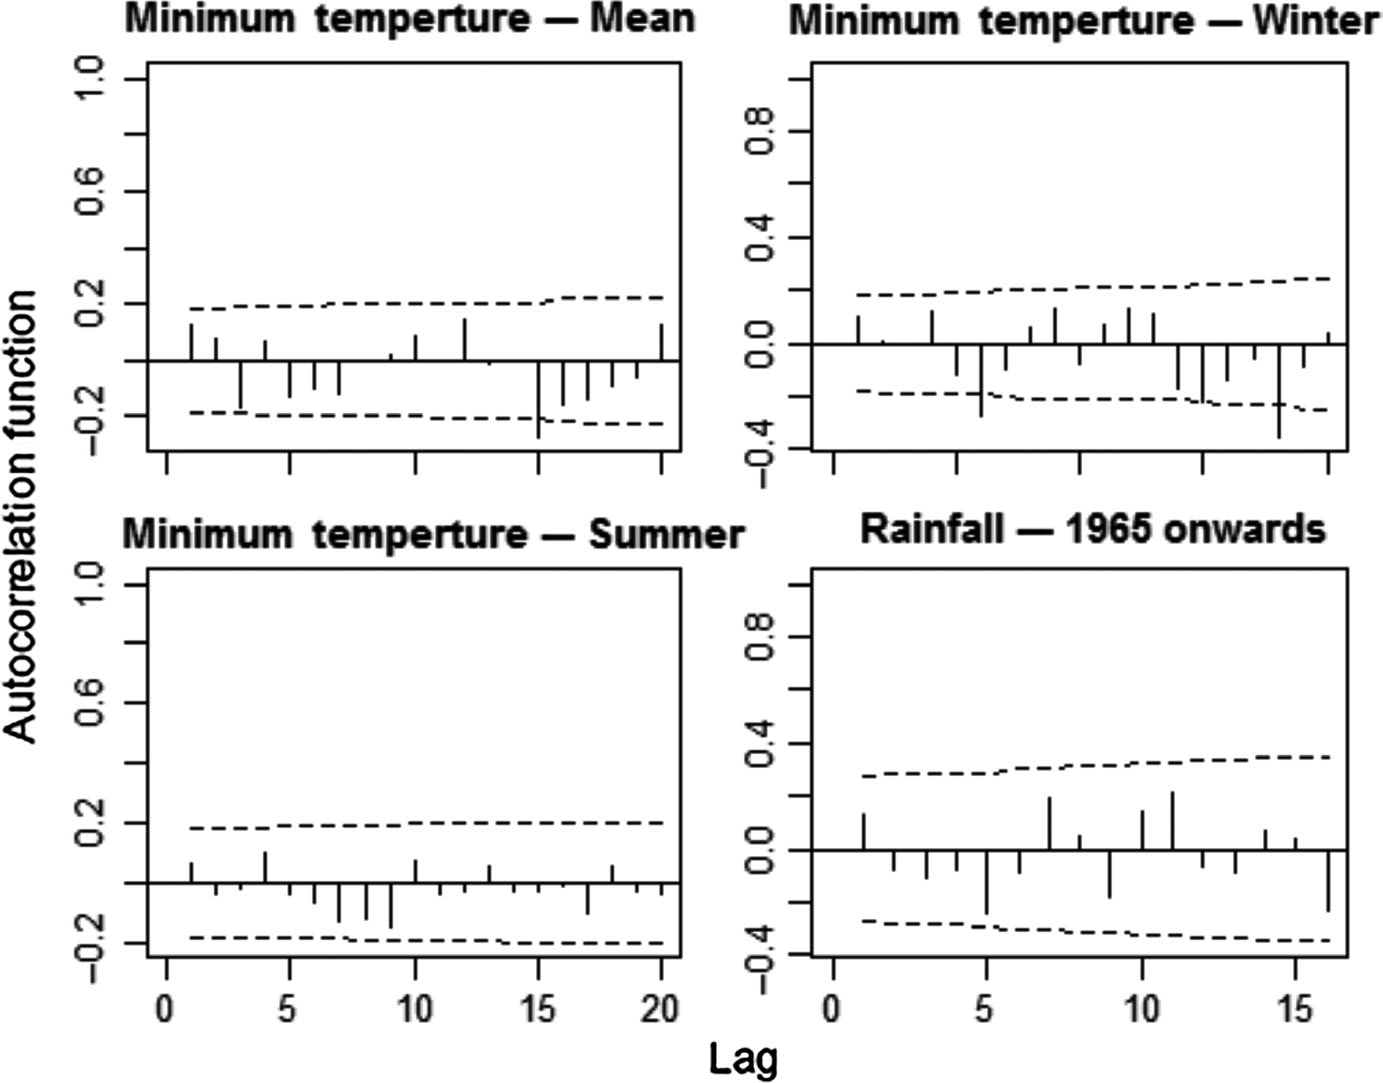 Minimum temperture — Mean
Minimum temperture — Winter
1.0
0.6
0.2
−0.2
0.8
0.4
0.0
−0.4
Autocorrelation function
Minimum temperture — Summer
Rainfall — 1965 onwards
1.0
0.6
0.2
−0.2
0.8
0.4
0.0
−0.4
0 5 10 15 20
0 5 10 15
Lag